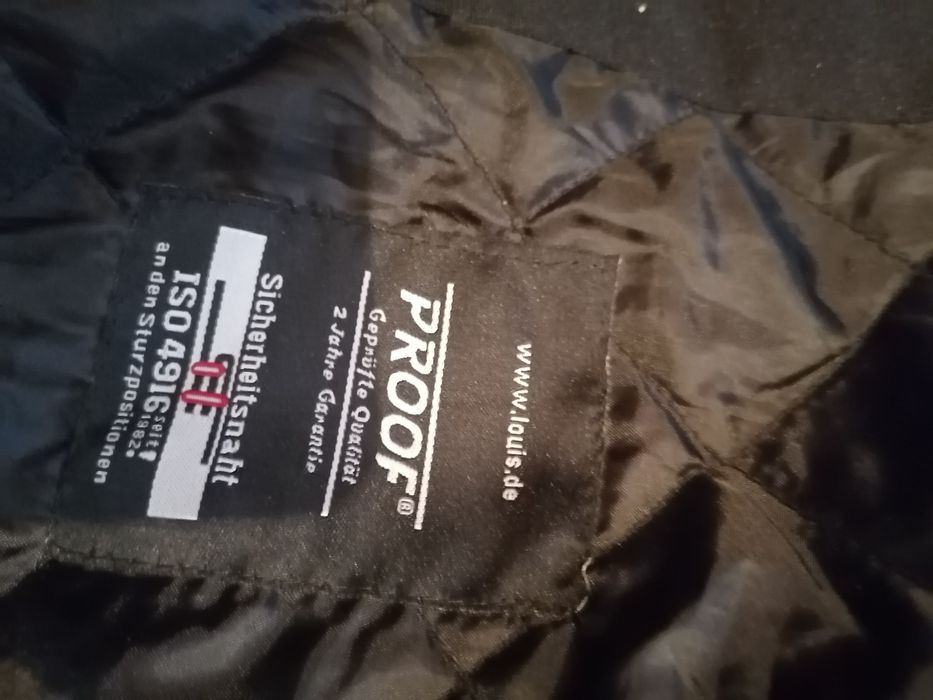 www.louis.de
PROOF®
Geprüfte Qualität
2 Jahre Garantie
Sicherheitsnaht
ISO 4916 seit 1982!
an den Sturzpositionen